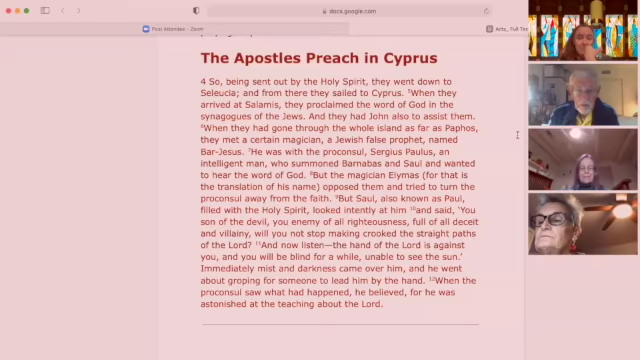 docs.google.com
Post Attendee - Zoom
Acts_ Full Tex
The Apostles Preach in Cyprus
4 So, being sent out by the Holy Spirit, they went down to
Seleucia; and from there they sailed to Cyprus. 5When they
arrived at Salamis, they proclaimed the word of God in the
synagogues of the Jews. And they had John also to assist them.
6When they had gone through the whole island as far as Paphos,
they met a certain magician, a Jewish false prophet, named
Bar-Jesus. 7He was with the proconsul, Sergius Paulus, an
intelligent man, who summoned Barnabas and Saul and wanted
to hear the word of God. 8But the magician Elymas (for that is
the translation of his name) opposed them and tried to turn the
proconsul away from the faith. 9But Saul, also known as Paul,
filled with the Holy Spirit, looked intently at him 10and said, ‘You
son of the devil, you enemy of all righteousness, full of all deceit
and villainy, will you not stop making crooked the straight paths
of the Lord? 11And now listen—the hand of the Lord is against
you, and you will be blind for a while, unable to see the sun.’
Immediately mist and darkness came over him, and he went
about groping for someone to lead him by the hand. 12When the
proconsul saw what had happened, he believed, for he was
astonished at the teaching about the Lord.